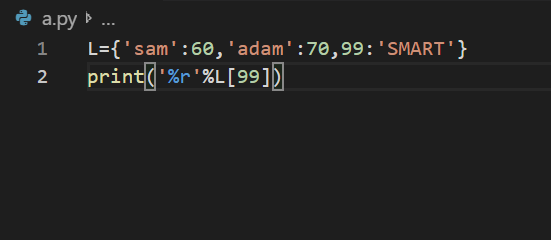 a.py > ...
1 L={'sam':60,'adam':70,99:'SMART'}
2 print('%r'%L[99])